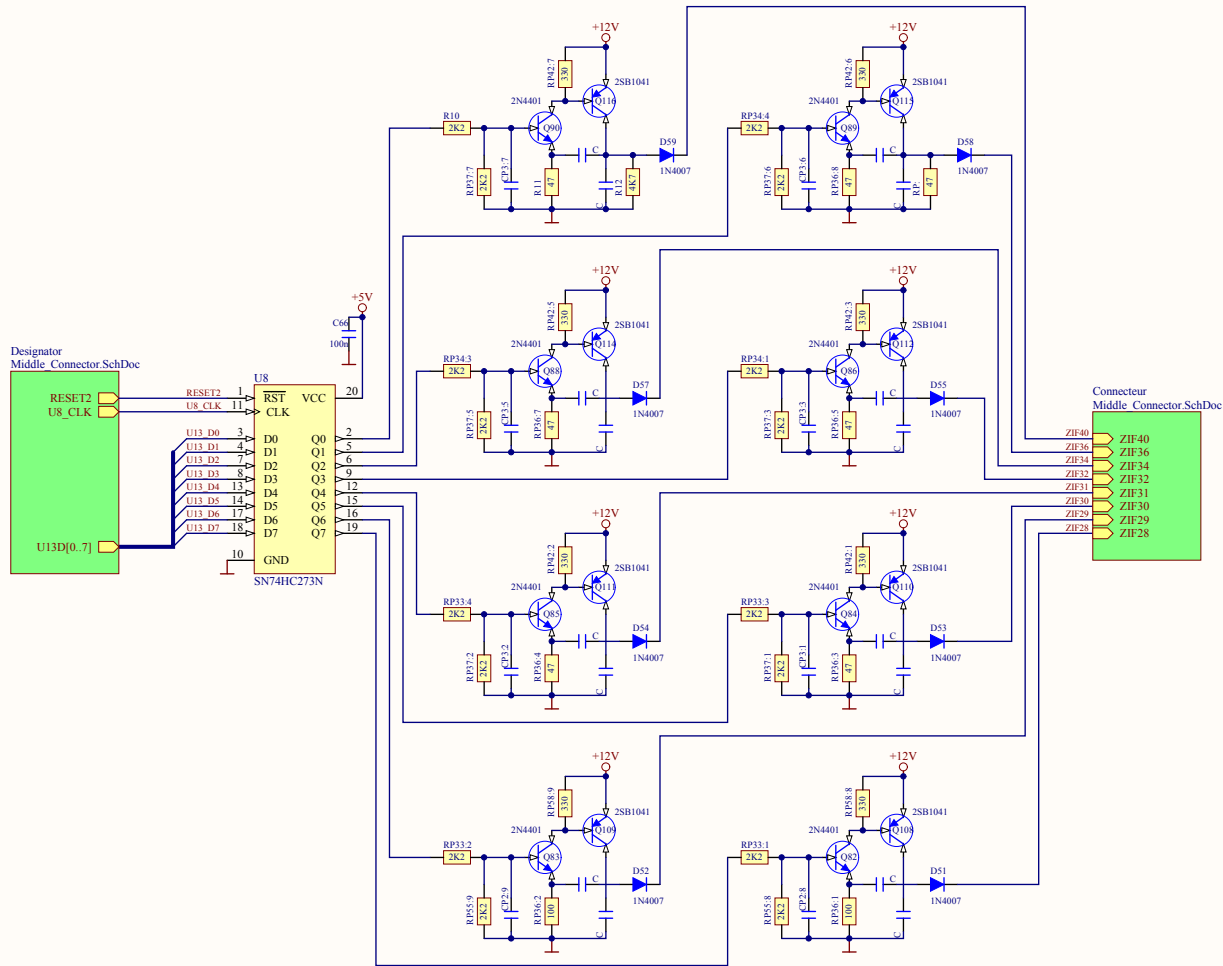 +12V
RP42:7
330
2SB1041
Q116
2N4401
R10
2K2
Q90
RP37:7
2K2
CP3:7
R11
47
C
C
R12
4K7
D59
1N4007
+12V
RP42:6
330
2SB1041
Q115
2N4401
RP34:4
2K2
Q89
RP37:6
2K2
CP3:6
RP36:8
47
C
C
RP:
47
D58
1N4007
+12V
RP42:5
330
2SB1041
Q114
2N4401
RP34:3
2K2
Q88
RP37:5
2K2
CP3:5
RP36:7
47
C
C
D57
1N4007
+12V
RP42:3
330
2SB1041
Q112
2N4401
RP34:1
2K2
Q86
RP37:3
2K2
CP3:3
RP36:5
47
C
C
D55
1N4007
+5V
C66
100n
Designator
Middle_Connector.SchDoc
RESET2
U8_CLK
U13D[0..7]
RESET2
U8_CLK
U13_D0
U13_D1
U13_D2
U13_D3
U13_D4
U13_D5
U13_D6
U13_D7
U8
1 RST VCC 20
11 CLK
3 D0 Q0 2
4 D1 Q1 5
7 D2 Q2 6
8 D3 Q3 9
13 D4 Q4 12
14 D5 Q5 15
17 D6 Q6 16
18 D7 Q7 19
10 GND
SN74HC273N
Connecteur
Middle_Connector.SchDoc
ZIF40 ZIF40
ZIF36 ZIF36
ZIF34 ZIF34
ZIF32 ZIF32
ZIF31 ZIF31
ZIF30 ZIF30
ZIF29 ZIF29
ZIF28 ZIF28
+12V
RP42:2
330
2SB1041
Q111
2N4401
RP33:4
2K2
Q85
RP37:2
2K2
CP3:2
RP36:4
47
C
C
D54
1N4007
+12V
RP42:1
330
2SB1041
Q110
2N4401
RP33:3
2K2
Q84
RP37:1
2K2
CP3:1
RP36:3
47
C
C
D53
1N4007
+12V
RP58:9
330
2SB1041
Q109
2N4401
RP33:2
2K2
Q83
RP55:9
2K2
CP2:9
RP36:2
100
C
C
D52
1N4007
+12V
RP58:8
330
2SB1041
Q108
2N4401
RP33:1
2K2
Q82
RP55:8
2K2
CP2:8
RP36:1
100
C
C
D51
1N4007